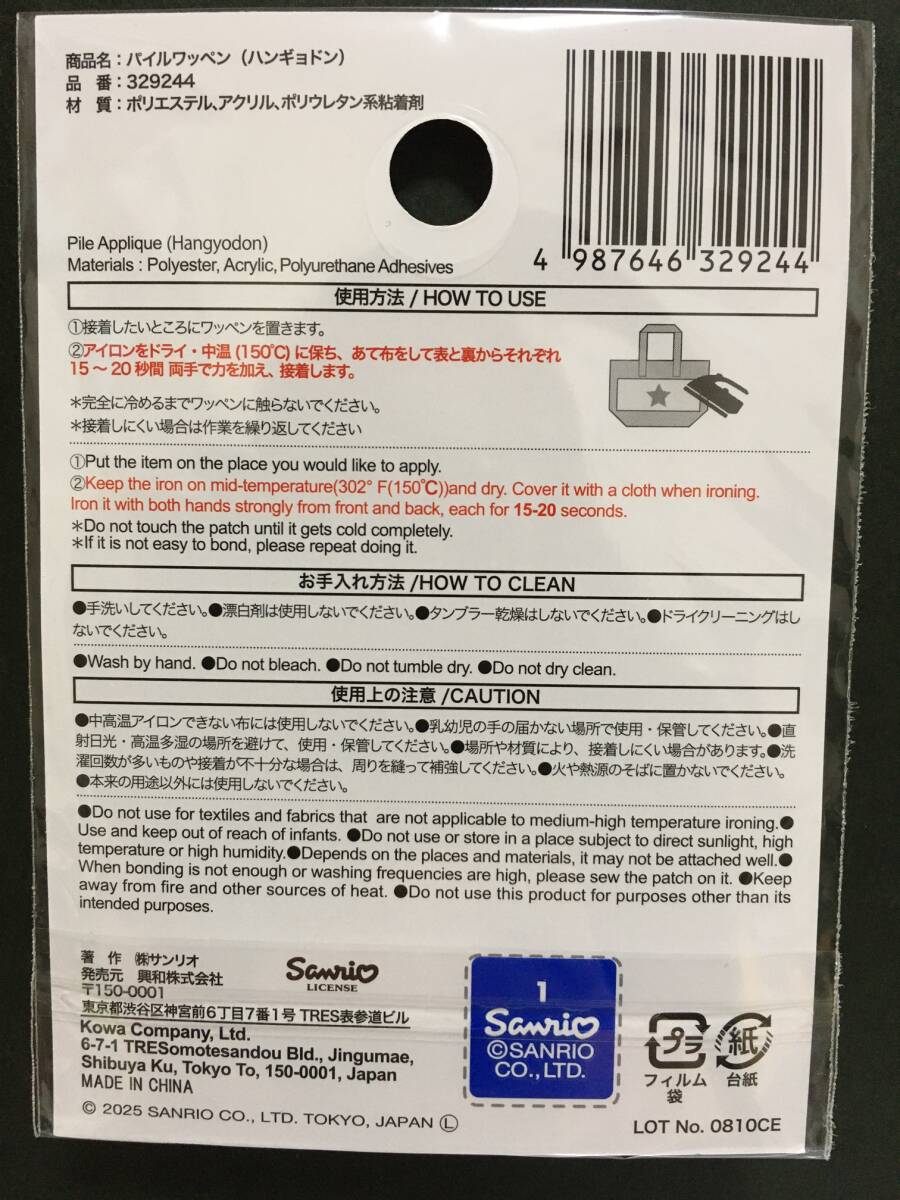 商品名：パイルワッペン（ハンギョドン）
品　番：329244
材　質：ポリエステル、アクリル、ポリウレタン系粘着剤
Pile Applique (Hangyodon)
Materials : Polyester, Acrylic, Polyurethane Adhesives
4 987646 329244
使用方法 / HOW TO USE
①接着したいところにワッペンを置きます。
②アイロンをドライ・中温 (150℃) に保ち、あて布をして表と裏からそれぞれ
15～20秒間 両手で力を加え、接着します。
＊完全に冷めるまでワッペンに触らないでください。
＊接着しにくい場合は作業を繰り返してください
①Put the item on the place you would like to apply.
②Keep the iron on mid-temperature(302° F(150℃))and dry. Cover it with a cloth when ironing.
Iron it with both hands strongly from front and back, each for 15-20 seconds.
＊Do not touch the patch until it gets cold completely.
＊If it is not easy to bond, please repeat doing it.
お手入れ方法 /HOW TO CLEAN
●手洗いしてください。●漂白剤は使用しないでください。●タンブラー乾燥はしないでください。●ドライクリーニングはし
ないでください。
●Wash by hand. ●Do not bleach. ●Do not tumble dry. ●Do not dry clean.
使用上の注意 /CAUTION
●中高温アイロンできない布には使用しないでください。●乳幼児の手の届かない場所で使用・保管してください。●直
射日光・高温多湿の場所を避けて、使用・保管してください。●場所や材質により、接着しにくい場合があります。●洗
濯回数が多いものや接着が不十分な場合は、周りを縫って補強してください。●火や熱源のそばに置かないでください。
●本来の用途以外には使用しないでください。
●Do not use for textiles and fabrics that are not applicable to medium-high temperature ironing.●
Use and keep out of reach of infants. ●Do not use or store in a place subject to direct sunlight, high
temperature or high humidity.●Depends on the places and materials, it may not be attached well.●
When bonding is not enough or washing frequencies are high, please sew the patch on it. ●Keep
away from fire and other sources of heat. ●Do not use this product for purposes other than its
intended purposes.
著　作　㈱サンリオ
発売元　興和株式会社
〒150-0001
東京都渋谷区神宮前6丁目7番1号 TRES表参道ビル
Kowa Company, Ltd.
6-7-1 TRESomotesandou Bld., Jingumae,
Shibuya Ku, Tokyo To, 150-0001, Japan
MADE IN CHINA
© 2025 SANRIO CO., LTD. TOKYO, JAPAN Ⓛ
Sanrio
LICENSE
1
Sanrio
©SANRIO
CO., LTD.
プラ
フィルム
袋
紙
台紙
LOT No. 0810CE